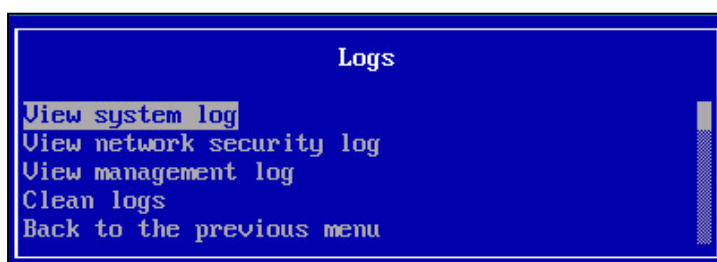 Logs
View system log
View network security log
View management log
Clean logs
Back to the previous menu